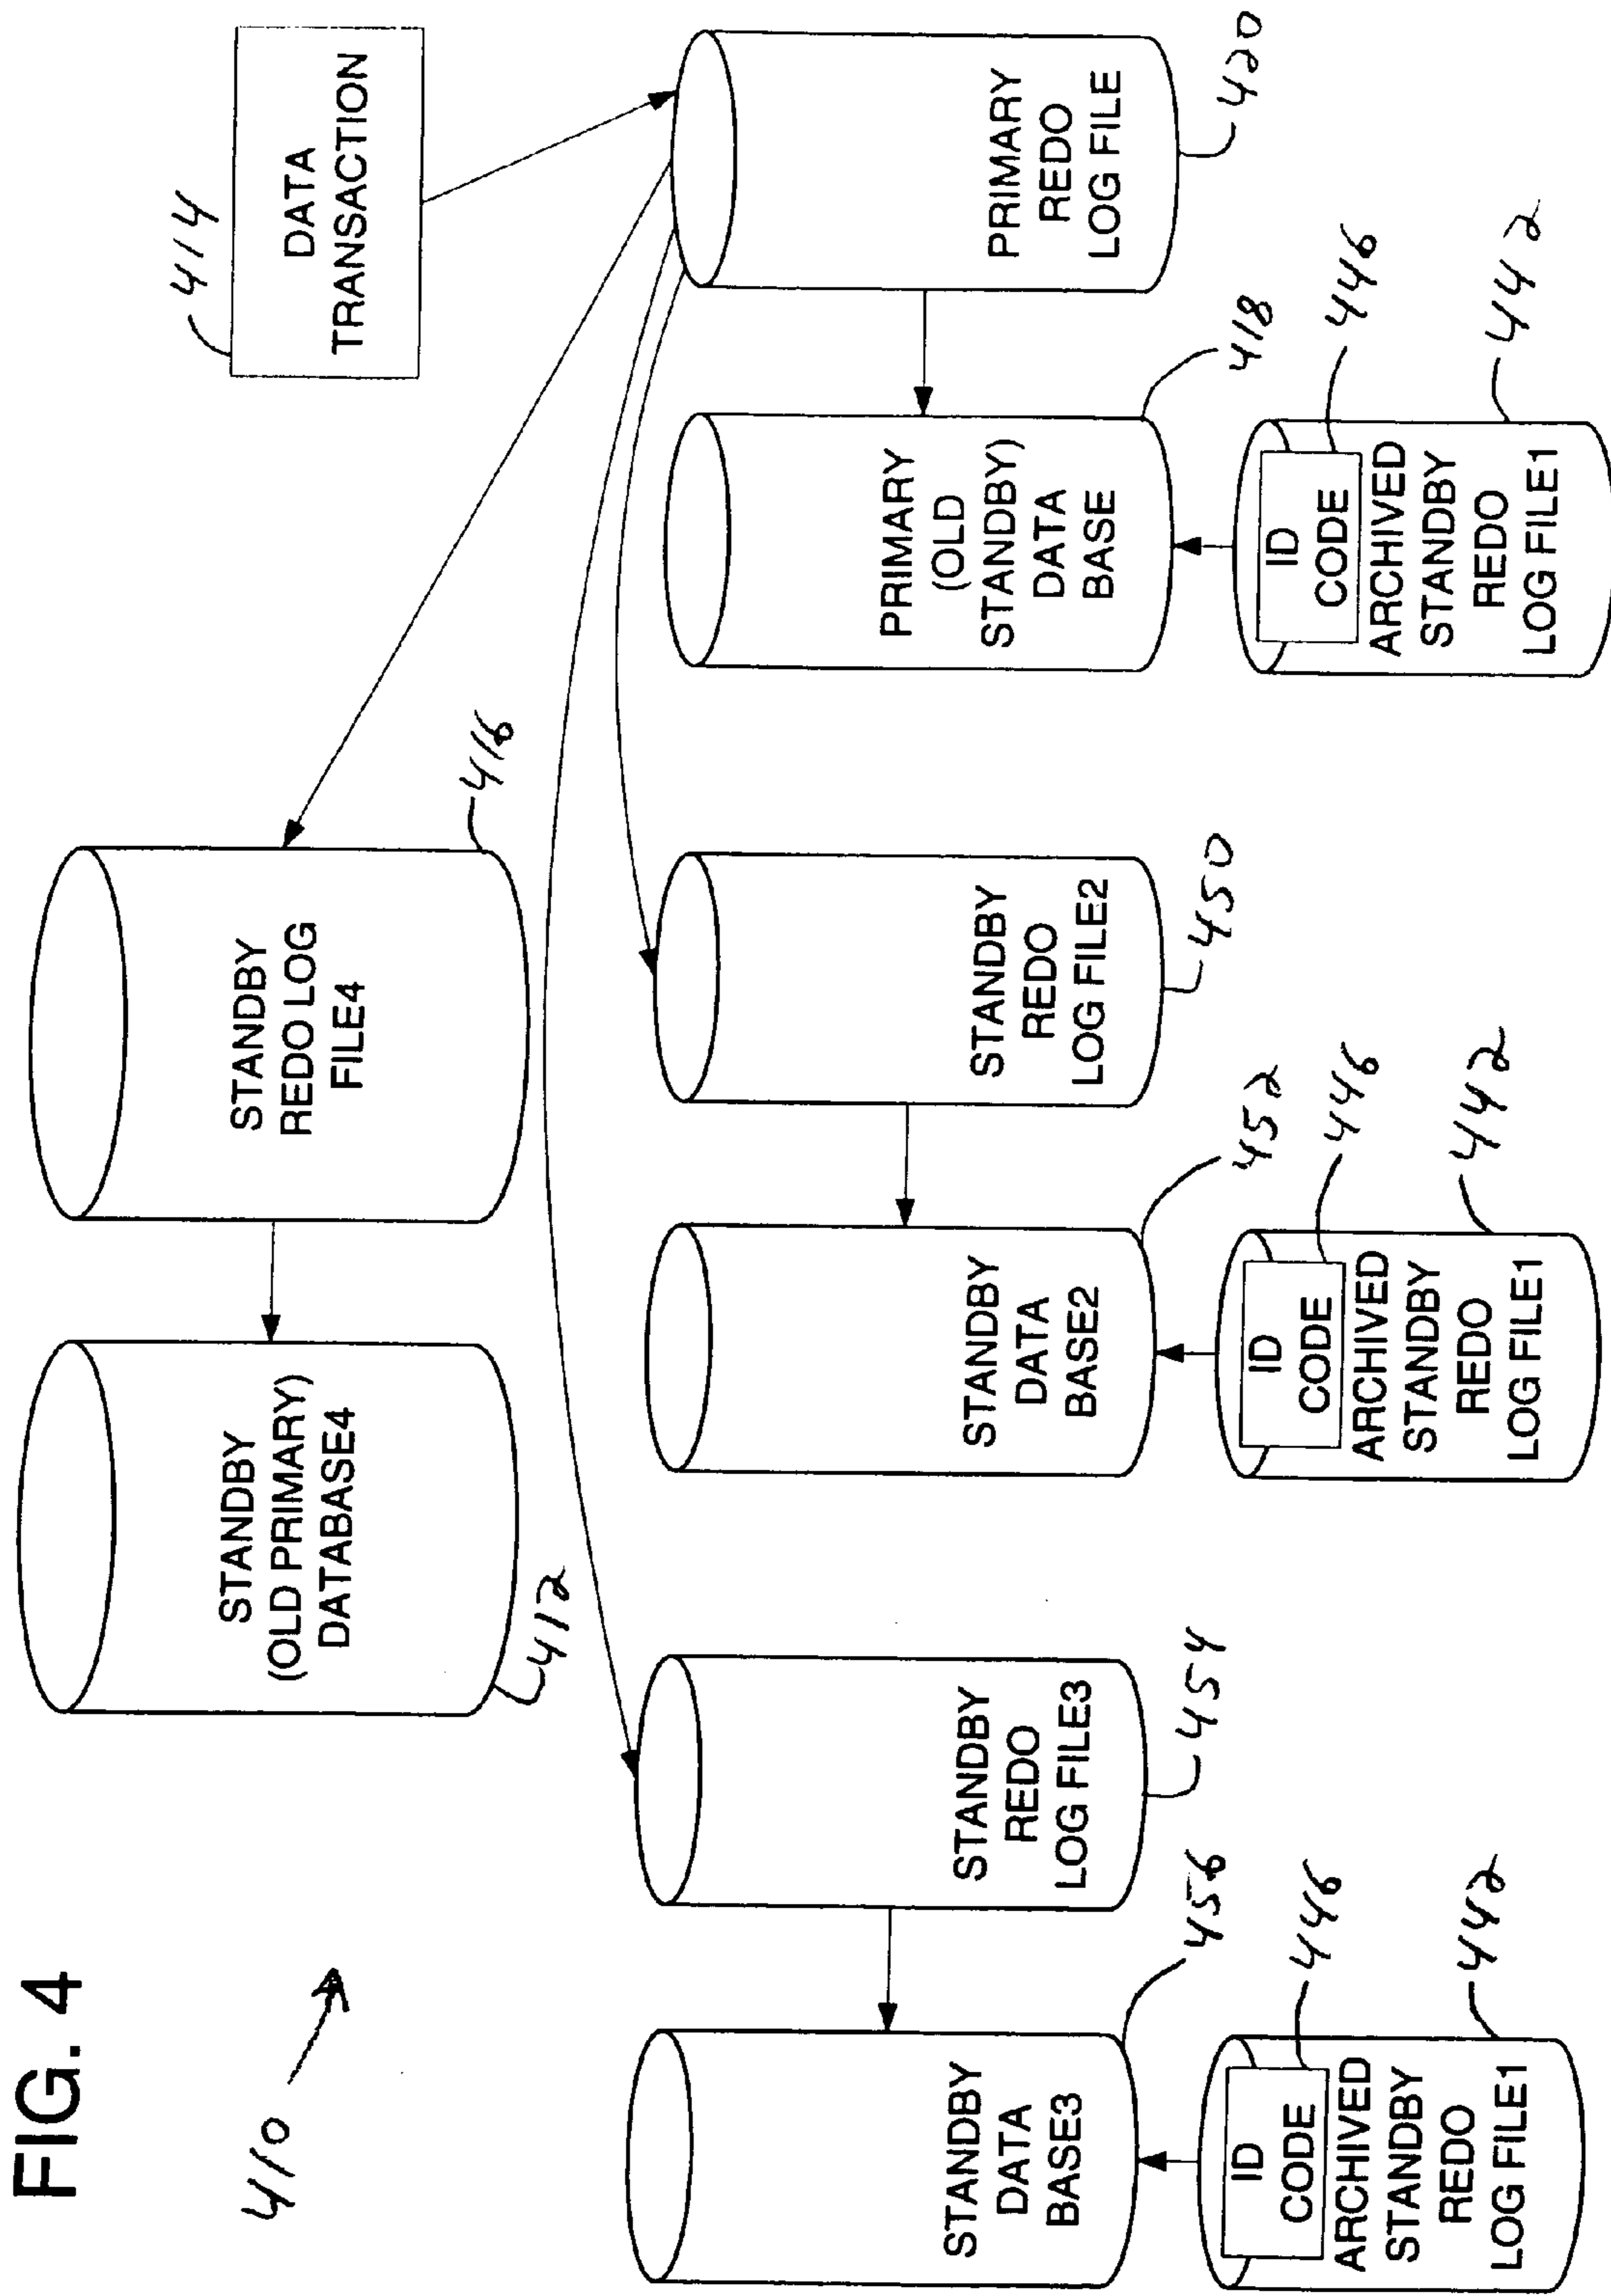 FIG. 4
410
414
DATA
TRANSACTION
STANDBY
(OLD PRIMARY)
DATABASE4
412
STANDBY
REDO LOG
FILE4
416
STANDBY
DATA
BASE3
456
STANDBY
REDO
LOG FILE3
454
STANDBY
DATA
BASE2
452
STANDBY
REDO
LOG FILE2
450
PRIMARY
(OLD
STANDBY)
DATA
BASE
418
PRIMARY
REDO
LOG FILE
420
ID
CODE
ARCHIVED
STANDBY
REDO
LOG FILE1
446
442
ID
CODE
ARCHIVED
STANDBY
REDO
LOG FILE1
446
442
ID
CODE
ARCHIVED
STANDBY
REDO
LOG FILE1
446
442